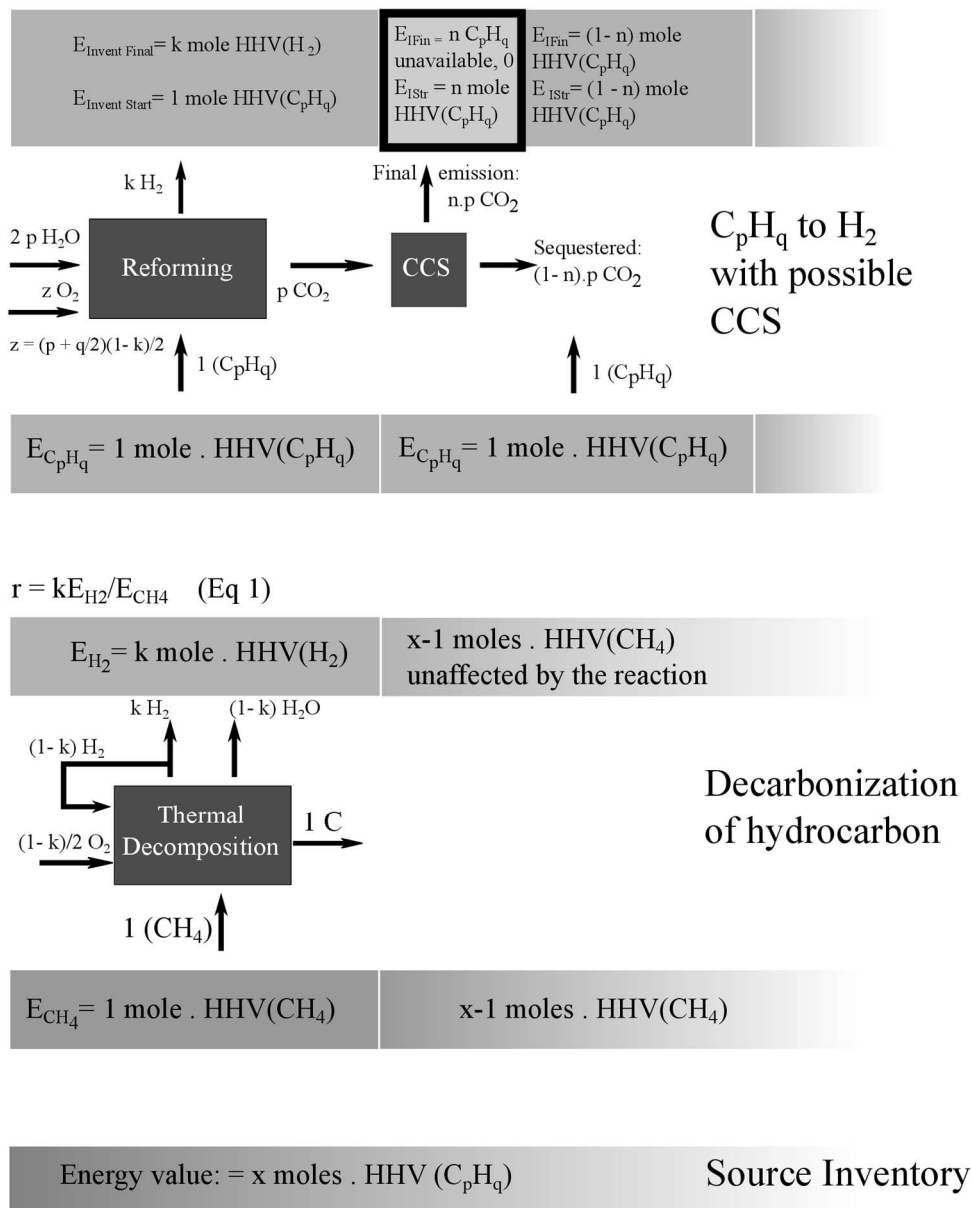 E_Invent Final= k mole HHV(H_2)
E_Invent Start= 1 mole HHV(C_pH_q)
E_IFin = n C_pH_q
unavailable, 0
E_IStr = n mole
HHV(C_pH_q)
E_IFin= (1- n) mole
HHV(C_pH_q)
E_IStr= (1 - n) mole
HHV(C_pH_q)
k H_2
Final emission:
n.p CO_2
2 p H_2O
z O_2
Reforming
p CO_2
CCS
Sequestered:
(1- n).p CO_2
C_pH_q to H_2
with possible
CCS
z = (p + q/2)(1- k)/2
1 (C_pH_q)
1 (C_pH_q)
E_C_pH_q= 1 mole . HHV(C_pH_q)
E_C_pH_q= 1 mole . HHV(C_pH_q)
r = kE_H2/E_CH4 (Eq 1)
E_H_2= k mole . HHV(H_2)
x-1 moles . HHV(CH_4)
unaffected by the reaction
k H_2
(1- k) H_2O
(1- k) H_2
(1- k)/2 O_2
Thermal
Decomposition
1 C
Decarbonization
of hydrocarbon
1 (CH_4)
E_CH_4= 1 mole . HHV(CH_4)
x-1 moles . HHV(CH_4)
Energy value: = x moles . HHV (C_pH_q)
Source Inventory